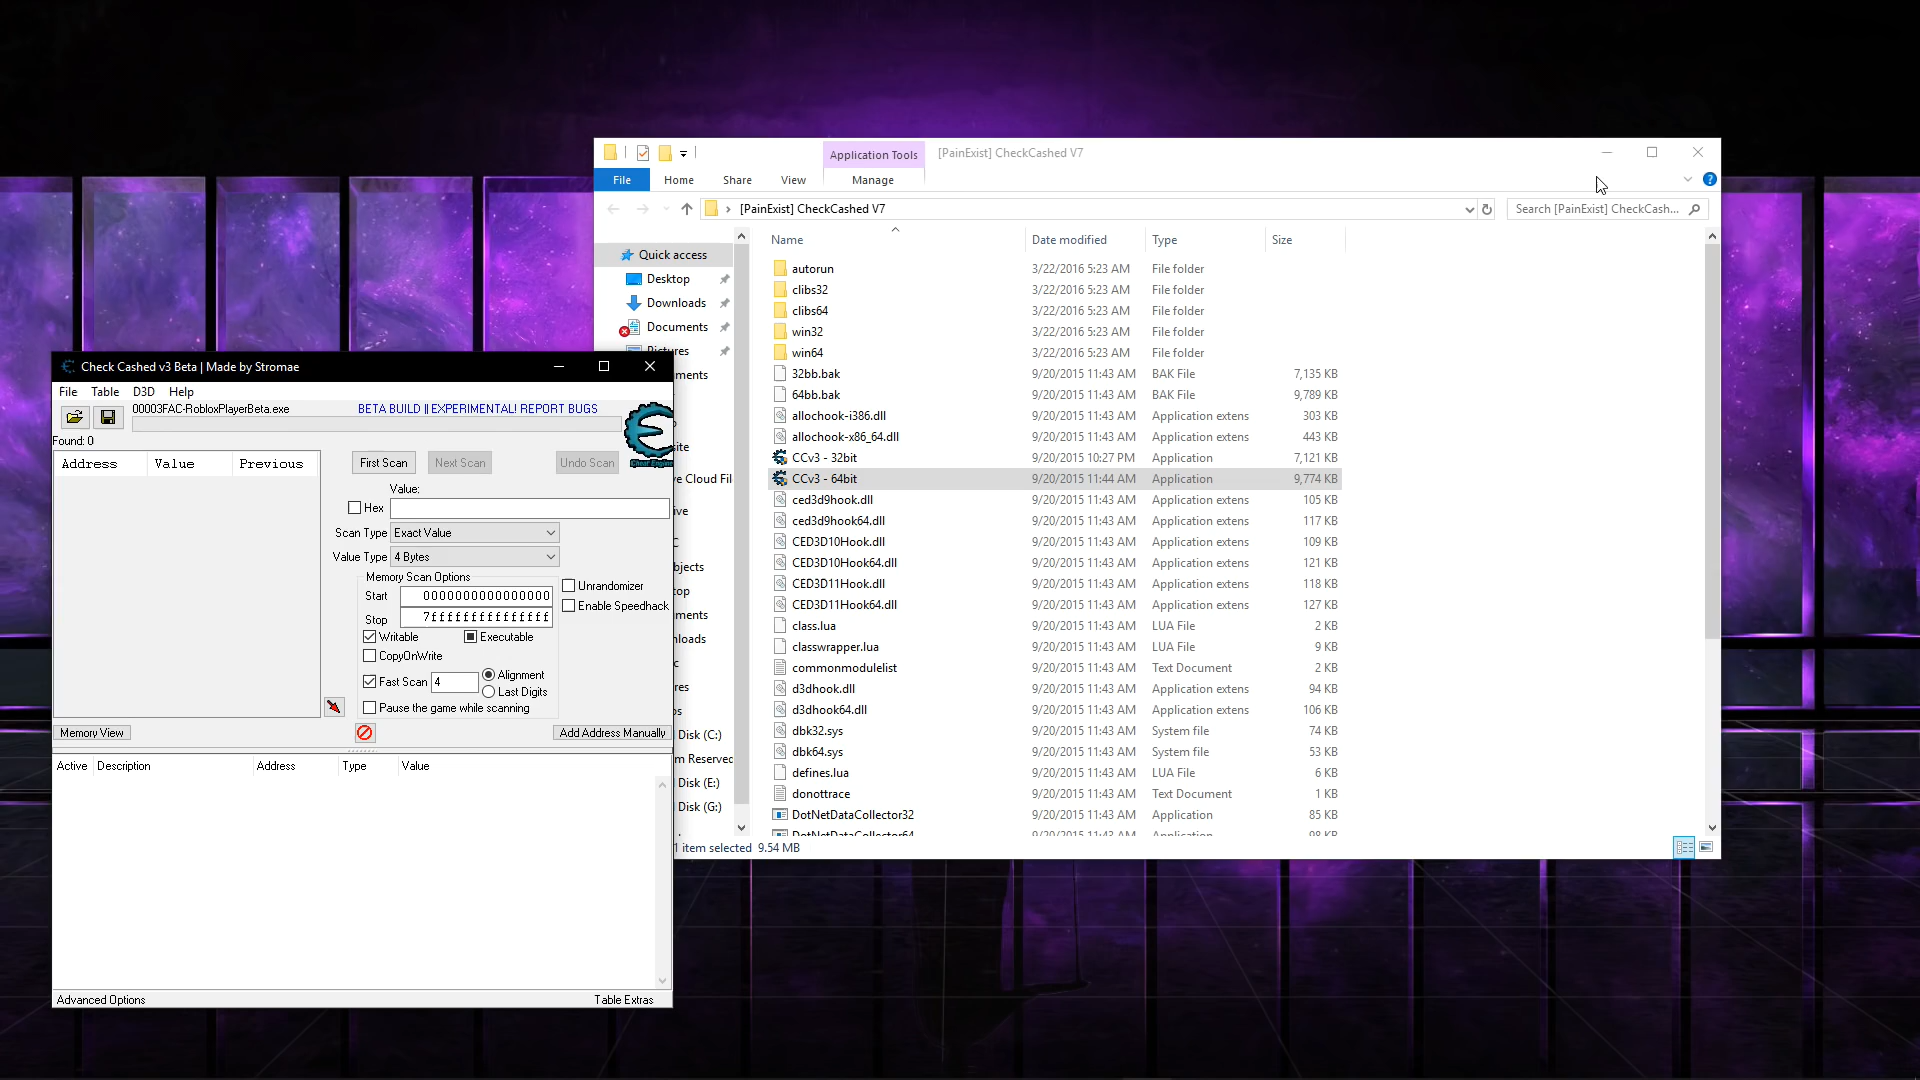 Application Tools
[PainExist] CheckCashed V7
File Home Share View Manage
[PainExist] CheckCashed V7
Search [PainExist] CheckCash...
Quick access
Desktop
Downloads
Documents
Name Date modified Type Size
autorun 3/22/2016 5:23 AM File folder
clibs32 3/22/2016 5:23 AM File folder
clibs64 3/22/2016 5:23 AM File folder
win32 3/22/2016 5:23 AM File folder
win64 3/22/2016 5:23 AM File folder
32bb.bak 9/20/2015 11:43 AM BAK File 7,135 KB
64bb.bak 9/20/2015 11:43 AM BAK File 9,789 KB
allochook-i386.dll 9/20/2015 11:43 AM Application extens 303 KB
allochook-x86_64.dll 9/20/2015 11:43 AM Application extens 443 KB
CCv3 - 32bit 9/20/2015 10:27 PM Application 7,121 KB
CCv3 - 64bit 9/20/2015 11:44 AM Application 9,774 KB
ced3d9hook.dll 9/20/2015 11:43 AM Application extens 105 KB
ced3d9hook64.dll 9/20/2015 11:43 AM Application extens 117 KB
CED3D10Hook.dll 9/20/2015 11:43 AM Application extens 109 KB
CED3D10Hook64.dll 9/20/2015 11:43 AM Application extens 121 KB
CED3D11Hook.dll 9/20/2015 11:43 AM Application extens 118 KB
CED3D11Hook64.dll 9/20/2015 11:43 AM Application extens 127 KB
class.lua 9/20/2015 11:43 AM LUA File 2 KB
classwrapper.lua 9/20/2015 11:43 AM LUA File 9 KB
commonmodulelist 9/20/2015 11:43 AM Text Document 2 KB
d3dhook.dll 9/20/2015 11:43 AM Application extens 94 KB
d3dhook64.dll 9/20/2015 11:43 AM Application extens 106 KB
dbk32.sys 9/20/2015 11:43 AM System file 74 KB
dbk64.sys 9/20/2015 11:43 AM System file 53 KB
defines.lua 9/20/2015 11:43 AM LUA File 6 KB
donottrace 9/20/2015 11:43 AM Text Document 1 KB
DotNetDataCollector32 9/20/2015 11:43 AM Application 85 KB
DotNetDataCollector64 9/20/2015 11:43 AM Application 98 KB
1 item selected 9.54 MB
Disk (C:)
Disk (E:)
Disk (G:)
Check Cashed v3 Beta | Made by Stromae
File Table D3D Help
00003FAC-RobloxPlayerBeta.exe
BETA BUILD || EXPERIMENTAL! REPORT BUGS
Cheat Engine
Found: 0
Address Value Previous
First Scan Next Scan Undo Scan
Value:
Hex
Scan Type Exact Value
Value Type 4 Bytes
Memory Scan Options
Start 0000000000000000
Stop 7fffffffffffffff
Unrandomizer
Enable Speedhack
Writable Executable
CopyOnWrite
Fast Scan 4 Alignment
Last Digits
Pause the game while scanning
Memory View Add Address Manually
Active Description Address Type Value
Advanced Options Table Extras